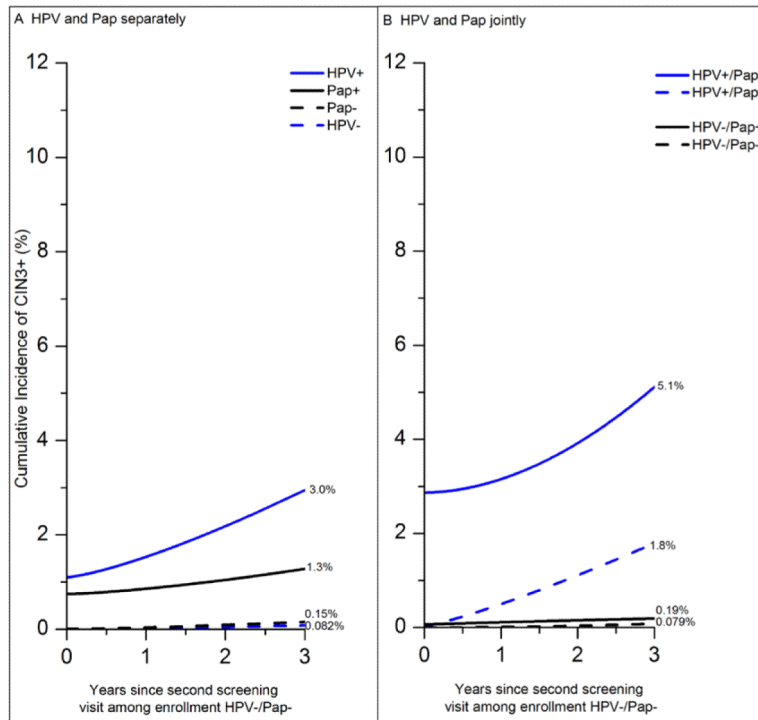 A HPV and Pap separately
12
10
8
6
4
2
0
Cumulative Incidence of CIN3+ (%)
HPV+
Pap+
Pap-
HPV-
3.0%
1.3%
0.15%
0.082%
0
1
2
3
Years since second screening
visit among enrollment HPV-/Pap-
B HPV and Pap jointly
12
10
8
6
4
2
0
HPV+/Pap
HPV+/Pap
HPV-/Pap+
HPV-/Pap-
5.1%
1.8%
0.19%
0.079%
0
1
2
3
Years since second screening
visit among enrollment HPV-/Pap-